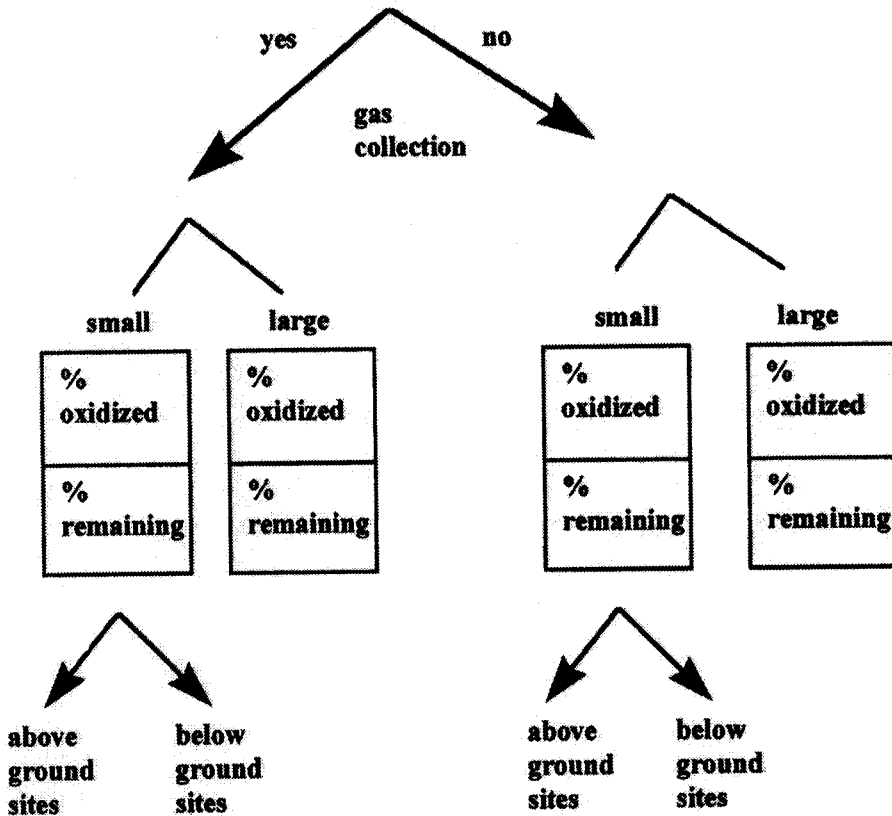 yes
no
gas
collection
small
large
small
large
%
oxidized
%
oxidized
%
oxidized
%
oxidized
%
remaining
%
remaining
%
remaining
%
remaining
above
ground
sites
below
ground
sites
above
ground
sites
below
ground
sites